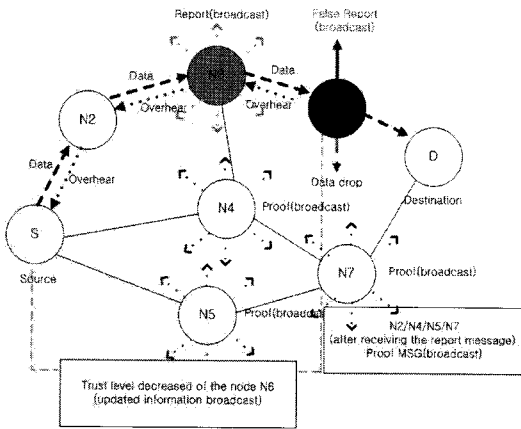 Report(broadcast)
False Report
(broadcast)
Data
Data
N2
Overhear
Overhear
D
Data
Overhear
Data drop
Destination
N4
Proof(broadcast)
S
Source
N7
Proof(broadcast)
N5
Proof(broadcast)
N2/N4/N5/N7
(after receiving the report message)
Proof MSG(broadcast)
Trust level decreased of the node N6
(updated information broadcast)